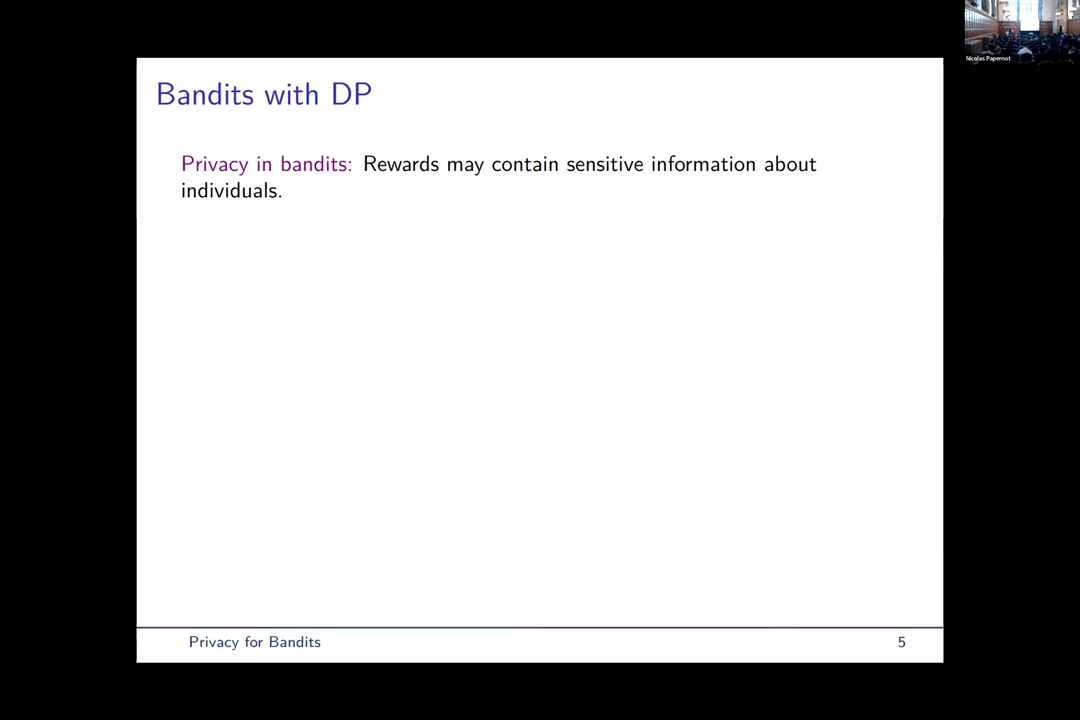 Nicolas Papernot
Bandits with DP
Privacy in bandits: Rewards may contain sensitive information about
individuals.
Privacy for Bandits
5